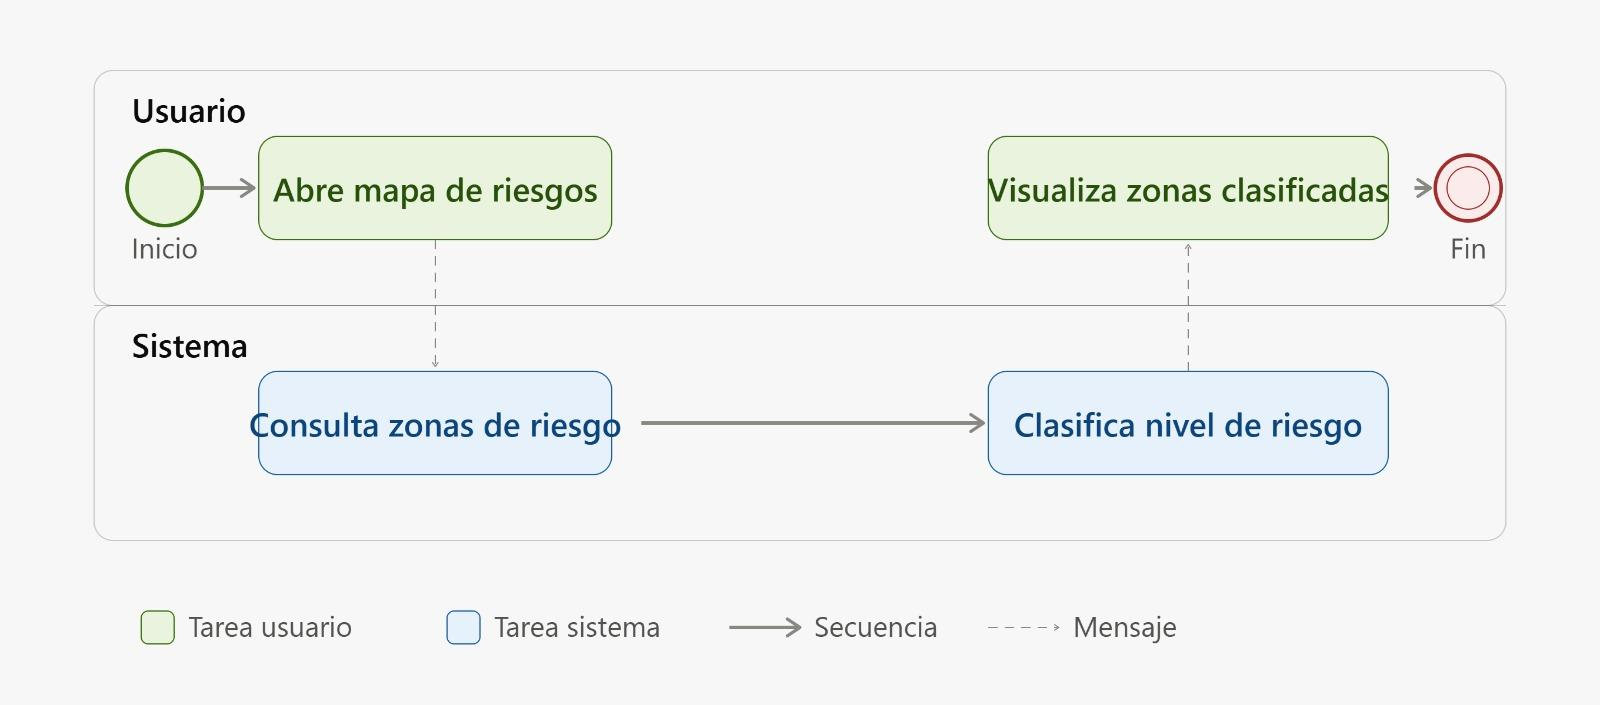 Usuario
Abre mapa de riesgos
Visualiza zonas clasificadas
Inicio
Fin
Sistema
Consulta zonas de riesgo
Clasifica nivel de riesgo
Tarea usuario
Tarea sistema
Secuencia
Mensaje